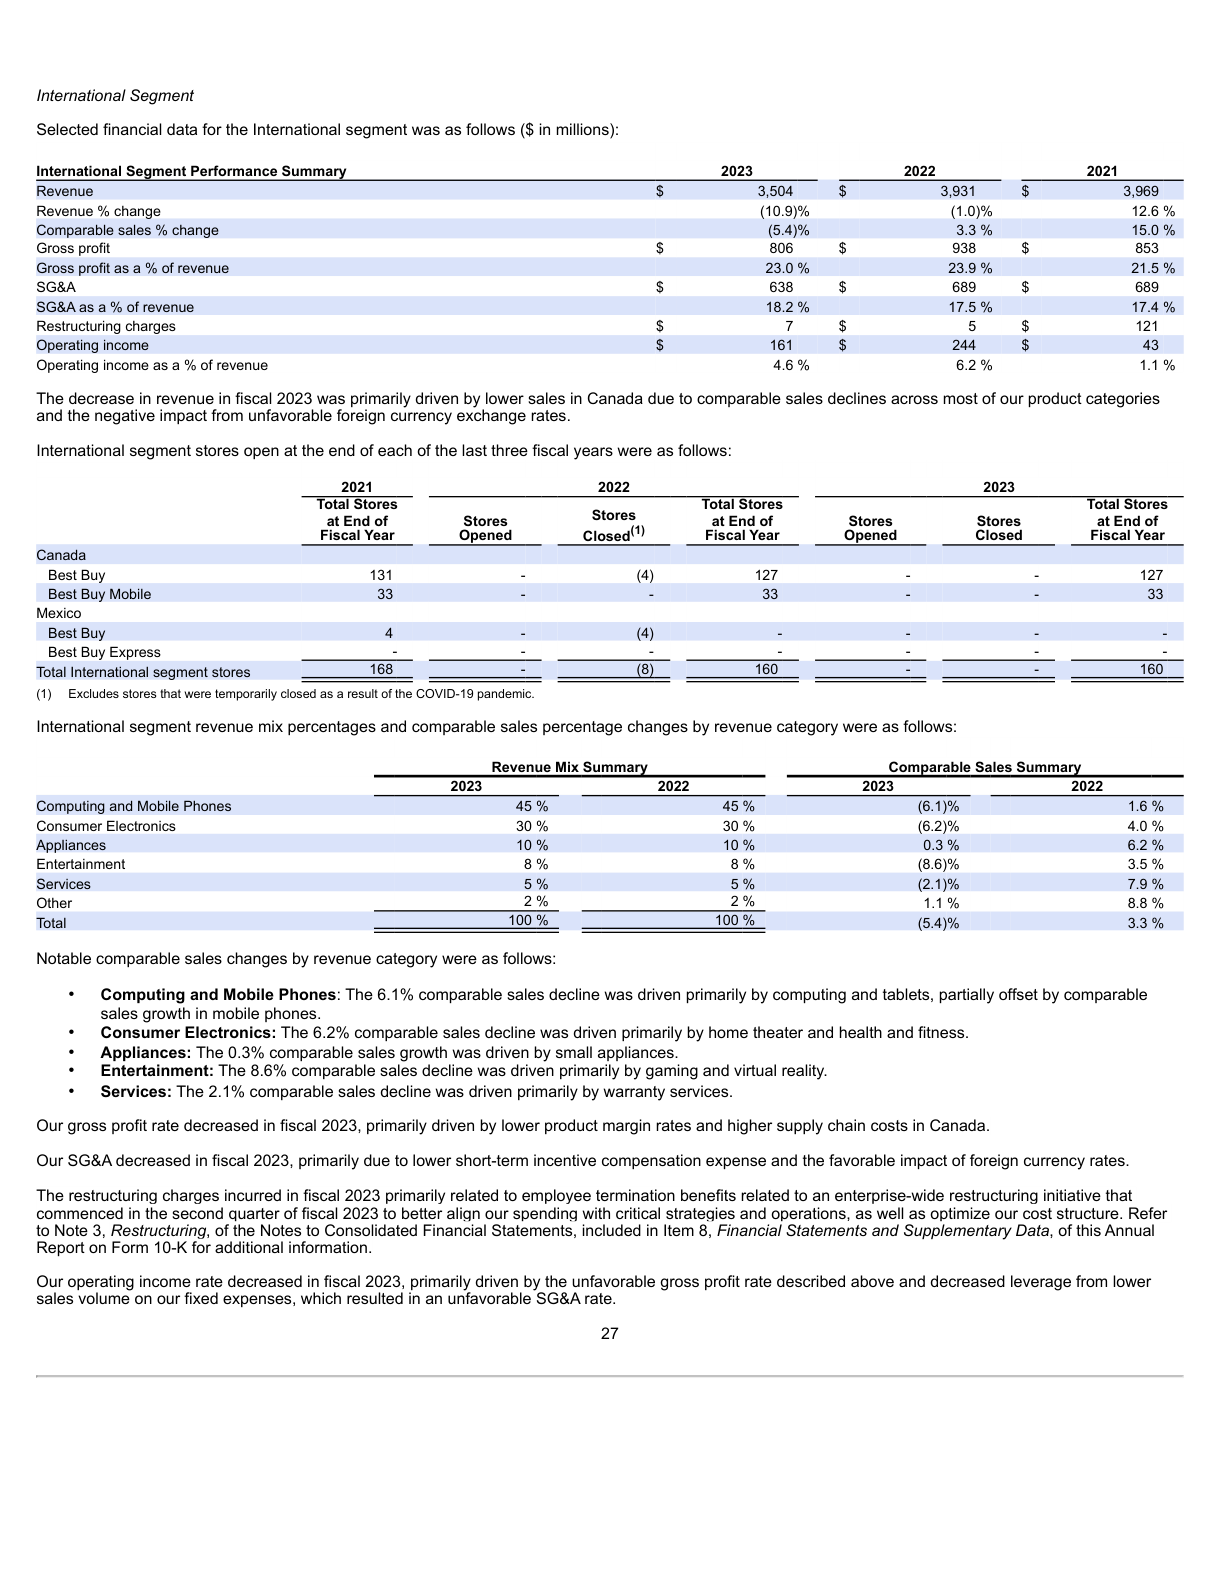 International Segment
Selected financial data for the International segment was as follows ($ in millions):
International Segment Performance Summary 2023 2022 2021
Revenue $ 3,504 $ 3,931 $ 3,969
Revenue % change (10.9)% (1.0)% 12.6 %
Comparable sales % change (5.4)% 3.3 % 15.0 %
Gross profit $ 806 $ 938 $ 853
Gross profit as a % of revenue 23.0 % 23.9 % 21.5 %
SG&A $ 638 $ 689 $ 689
SG&A as a % of revenue 18.2 % 17.5 % 17.4 %
Restructuring charges $ 7 $ 5 $ 121
Operating income $ 161 $ 244 $ 43
Operating income as a % of revenue 4.6 % 6.2 % 1.1 %
The decrease in revenue in fiscal 2023 was primarily driven by lower sales in Canada due to comparable sales declines across most of our product categories
and the negative impact from unfavorable foreign currency exchange rates.
International segment stores open at the end of each of the last three fiscal years were as follows:
2021 2022 2023
Total Stores at End of Fiscal Year Stores Opened Stores Closed(1) Total Stores at End of Fiscal Year Stores Opened Stores Closed Total Stores at End of Fiscal Year
Canada
Best Buy 131 - (4) 127 - - 127
Best Buy Mobile 33 - - 33 - - 33
Mexico
Best Buy 4 - (4) - - - -
Best Buy Express - - - - - - -
Total International segment stores 168 - (8) 160 - - 160
(1) Excludes stores that were temporarily closed as a result of the COVID-19 pandemic.
International segment revenue mix percentages and comparable sales percentage changes by revenue category were as follows:
Revenue Mix Summary Comparable Sales Summary
2023 2022 2023 2022
Computing and Mobile Phones 45 % 45 % (6.1)% 1.6 %
Consumer Electronics 30 % 30 % (6.2)% 4.0 %
Appliances 10 % 10 % 0.3 % 6.2 %
Entertainment 8 % 8 % (8.6)% 3.5 %
Services 5 % 5 % (2.1)% 7.9 %
Other 2 % 2 % 1.1 % 8.8 %
Total 100 % 100 % (5.4)% 3.3 %
Notable comparable sales changes by revenue category were as follows:
• Computing and Mobile Phones: The 6.1% comparable sales decline was driven primarily by computing and tablets, partially offset by comparable
sales growth in mobile phones.
• Consumer Electronics: The 6.2% comparable sales decline was driven primarily by home theater and health and fitness.
• Appliances: The 0.3% comparable sales growth was driven by small appliances.
• Entertainment: The 8.6% comparable sales decline was driven primarily by gaming and virtual reality.
• Services: The 2.1% comparable sales decline was driven primarily by warranty services.
Our gross profit rate decreased in fiscal 2023, primarily driven by lower product margin rates and higher supply chain costs in Canada.
Our SG&A decreased in fiscal 2023, primarily due to lower short-term incentive compensation expense and the favorable impact of foreign currency rates.
The restructuring charges incurred in fiscal 2023 primarily related to employee termination benefits related to an enterprise-wide restructuring initiative that
commenced in the second quarter of fiscal 2023 to better align our spending with critical strategies and operations, as well as optimize our cost structure. Refer
to Note 3, Restructuring, of the Notes to Consolidated Financial Statements, included in Item 8, Financial Statements and Supplementary Data, of this Annual
Report on Form 10-K for additional information.
Our operating income rate decreased in fiscal 2023, primarily driven by the unfavorable gross profit rate described above and decreased leverage from lower
sales volume on our fixed expenses, which resulted in an unfavorable SG&A rate.
27